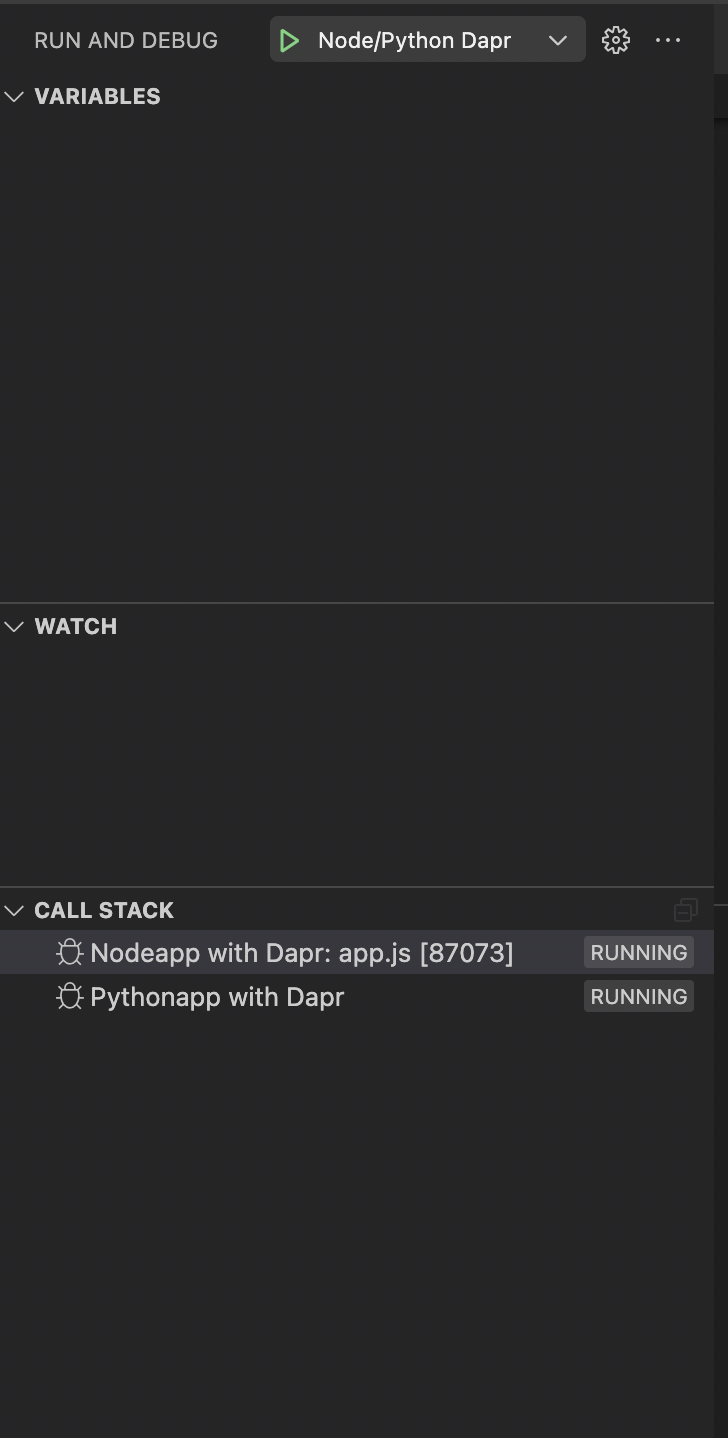 RUN AND DEBUG Node/Python Dapr
VARIABLES
WATCH
CALL STACK
Nodeapp with Dapr: app.js [87073] RUNNING
Pythonapp with Dapr RUNNING